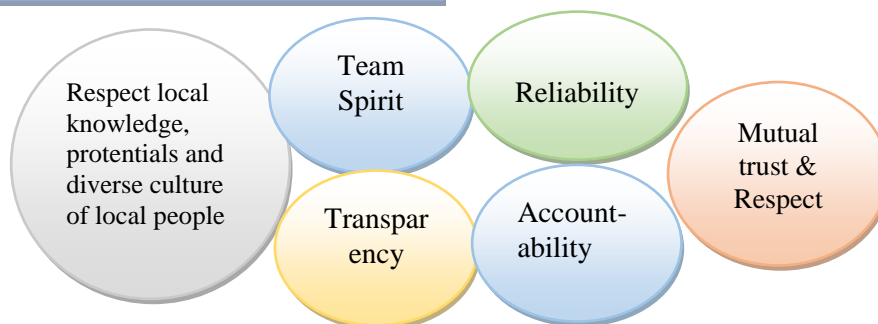 Respect local
knowledge,
protentials and
diverse culture
of local people
Team
Spirit
Reliability
Transpar
ency
Account-
ability
Mutual
trust &
Respect